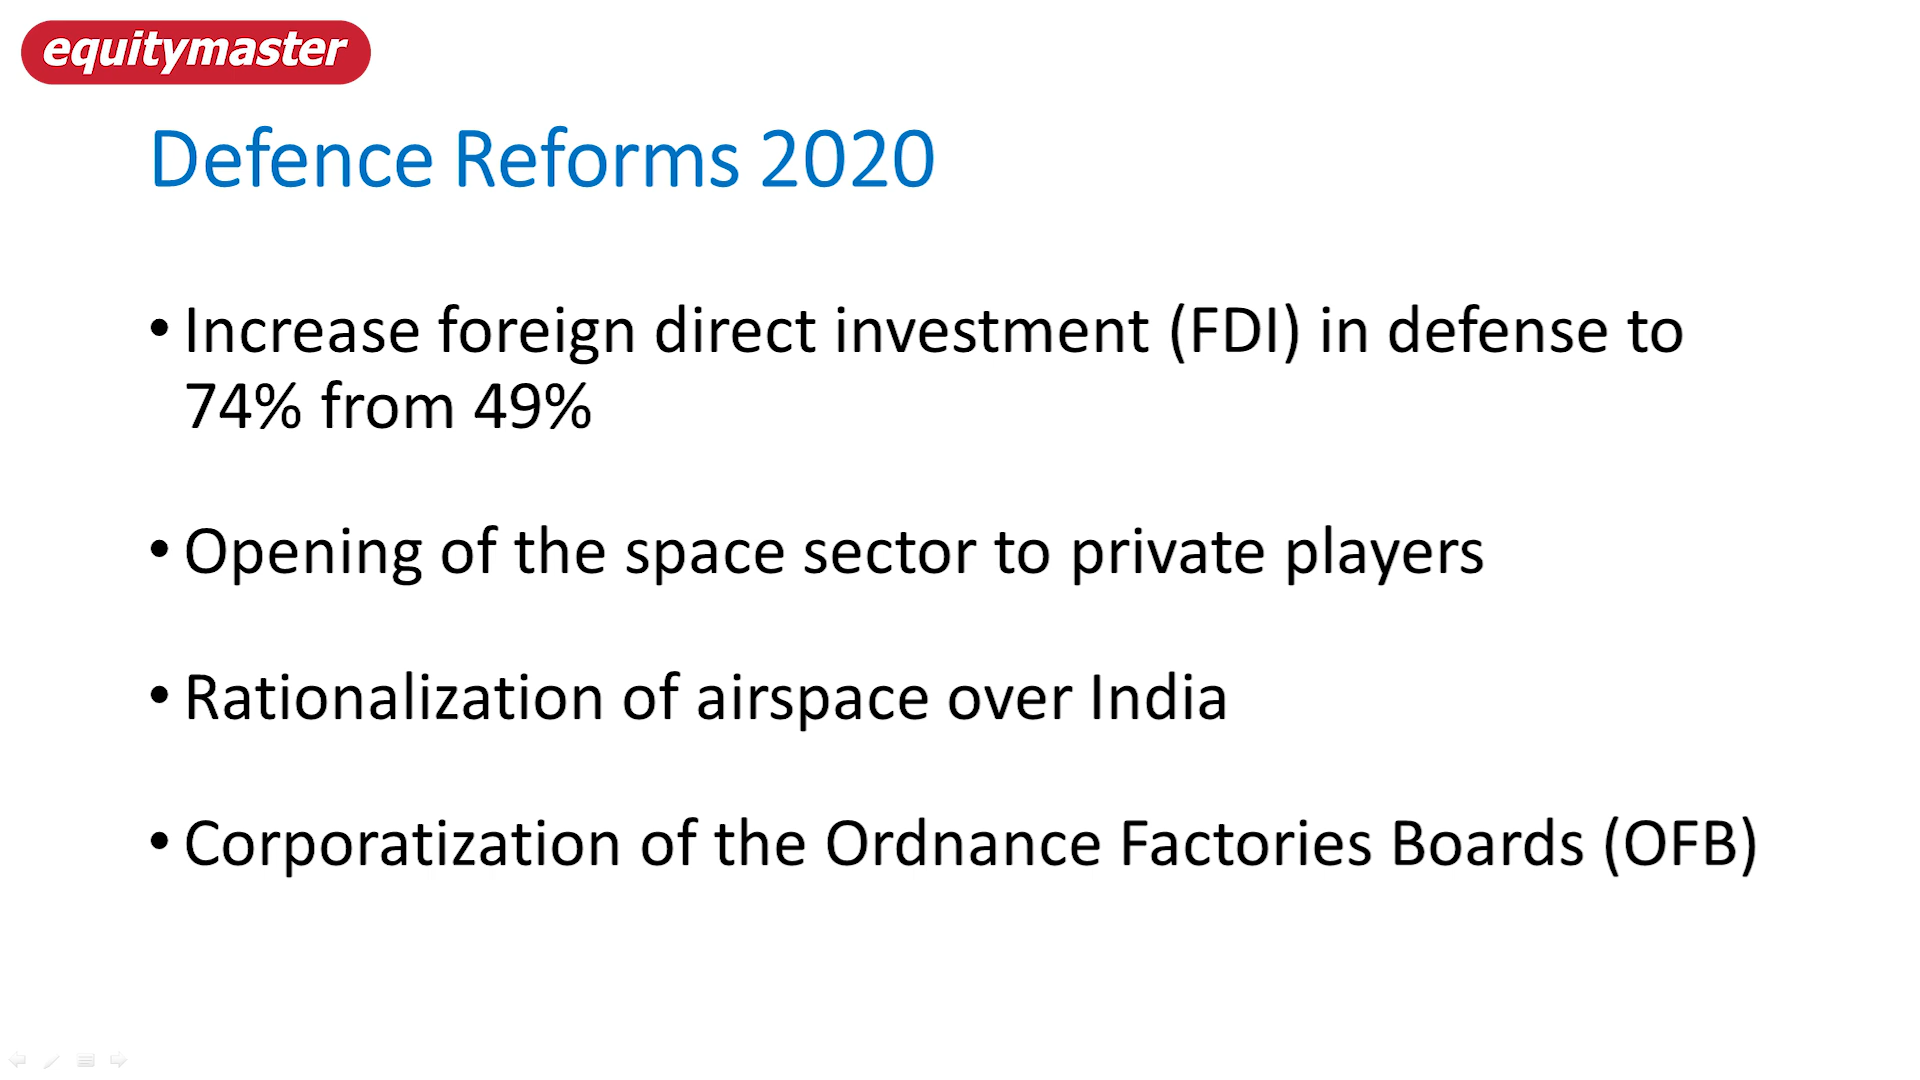 equitymaster
Defence Reforms 2020
• Increase foreign direct investment (FDI) in defense to
74% from 49%
• Opening of the space sector to private players
• Rationalization of airspace over India
• Corporatization of the Ordnance Factories Boards (OFB)